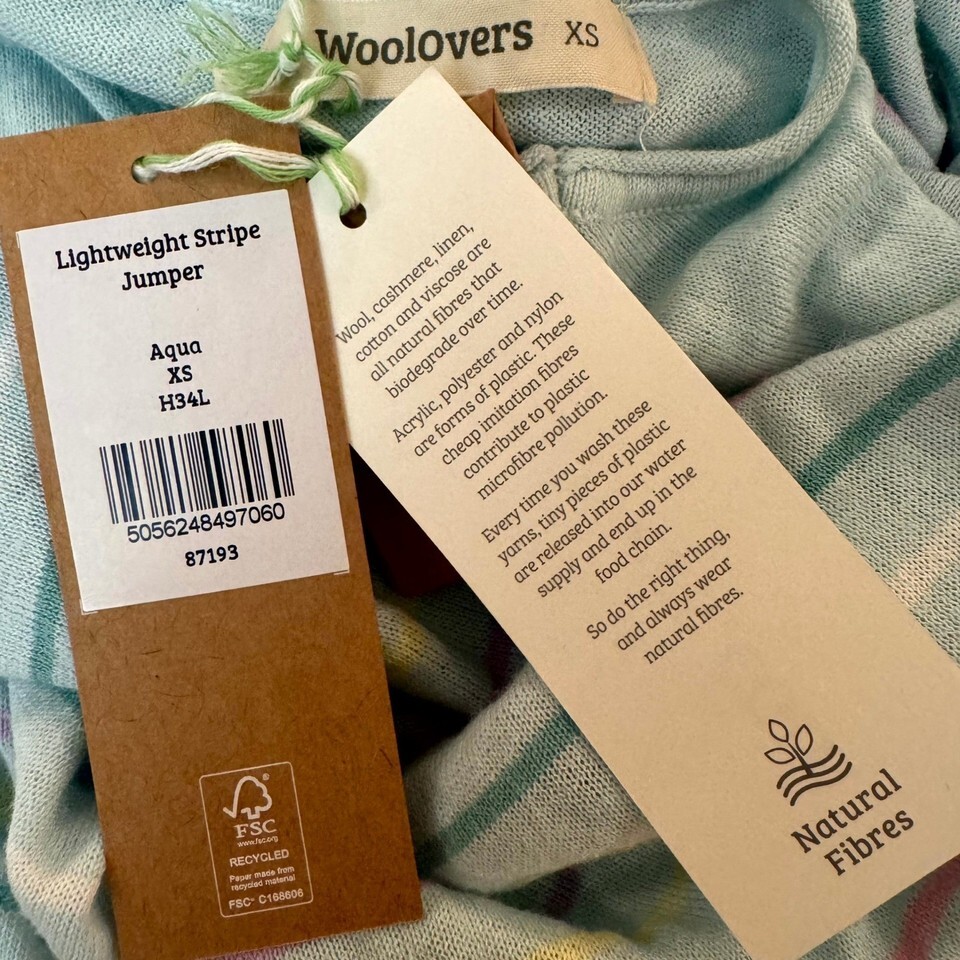 WoolOvers XS
Lightweight Stripe
Jumper
Aqua
XS
H34L
5056248497060
87193
FSC
www.fsc.org
RECYCLED
Paper made from
recycled material
FSC™ C168606
Wool, cashmere, linen,
cotton and viscose are
all natural fibres that
biodegrade over time.
Acrylic, polyester and nylon
are forms of plastic. These
cheap imitation fibres
contribute to plastic
microfibre pollution.
Every time you wash these
yarns, tiny pieces of plastic
are released into our water
supply and end up in the
food chain.
So do the right thing,
and always wear
natural fibres.
Natural
Fibres